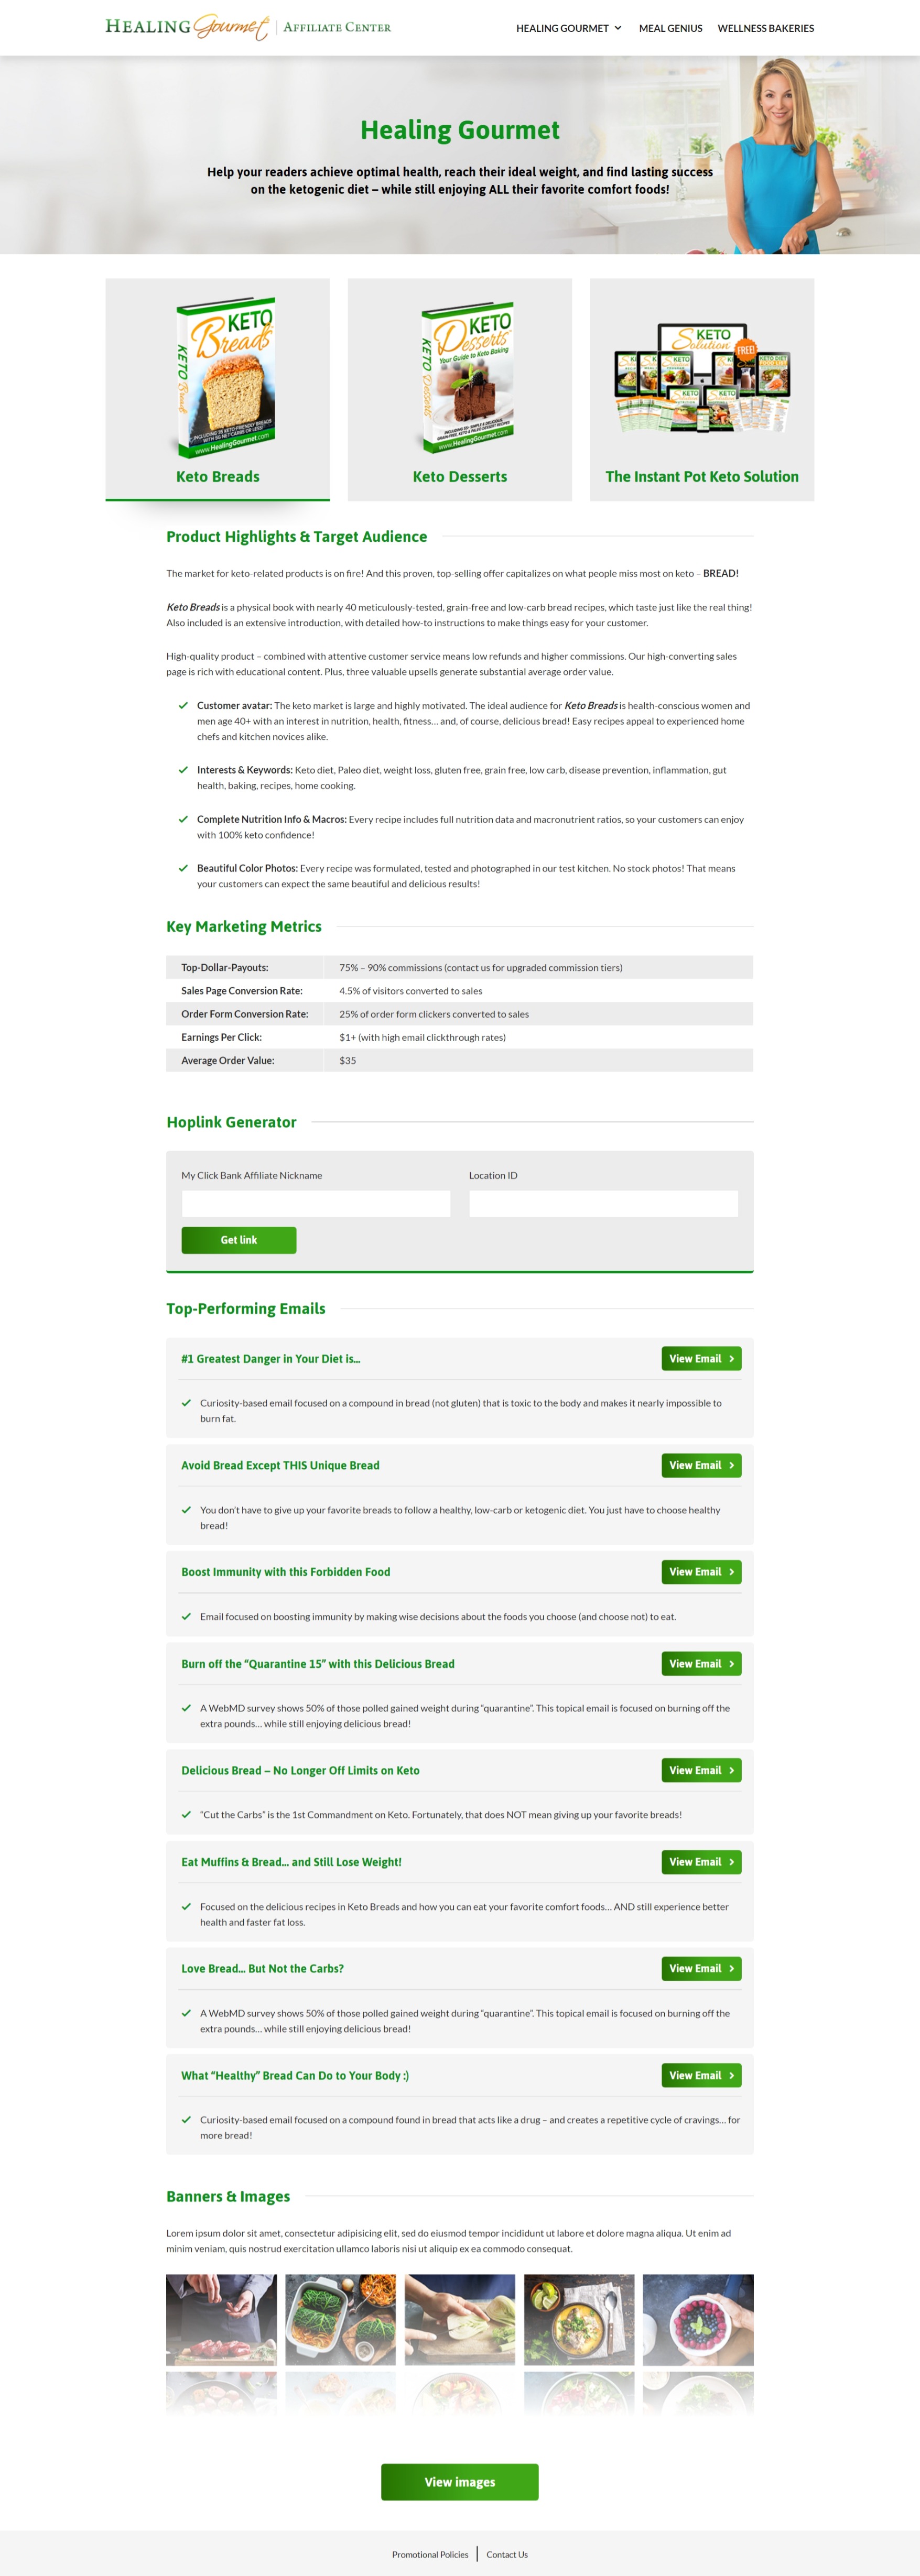 HEALING Gourmet | AFFILIATE CENTER
HEALING GOURMET MEAL GENIUS WELLNESS BAKERIES
Healing Gourmet
Help your readers achieve optimal health, reach their ideal weight, and find lasting success
on the ketogenic diet – while still enjoying ALL their favorite comfort foods!
KETO
Breads
KETO Breads
www.HealingGourmet.com
Keto Breads
KETO
Desserts
Your Guide to Keto Baking
KETO Desserts
www.HealingGourmet.com
Keto Desserts
KETO
Solution
FREE!
The Instant Pot Keto Solution
Product Highlights & Target Audience
The market for keto-related products is on fire! And this proven, top-selling offer capitalizes on what people miss most on keto – BREAD!
Keto Breads is a physical book with nearly 40 meticulously-tested, grain-free and low-carb bread recipes, which taste just like the real thing!
Also included is an extensive introduction, with detailed how-to instructions to make things easy for your customer.
High-quality product – combined with attentive customer service means low refunds and higher commissions. Our high-converting sales
page is rich with educational content. Plus, three valuable upsells generate substantial average order value.
Customer avatar: The keto market is large and highly motivated. The ideal audience for Keto Breads is health-conscious women and
men age 40+ with an interest in nutrition, health, fitness… and, of course, delicious bread! Easy recipes appeal to experienced home
chefs and kitchen novices alike.
Interests & Keywords: Keto diet, Paleo diet, weight loss, gluten free, grain free, low carb, disease prevention, inflammation, gut
health, baking, recipes, home cooking.
Complete Nutrition Info & Macros: Every recipe includes full nutrition data and macronutrient ratios, so your customers can enjoy
with 100% keto confidence!
Beautiful Color Photos: Every recipe was formulated, tested and photographed in our test kitchen. No stock photos! That means
your customers can expect the same beautiful and delicious results!
Key Marketing Metrics
Top-Dollar-Payouts: 75% – 90% commissions (contact us for upgraded commission tiers)
Sales Page Conversion Rate: 4.5% of visitors converted to sales
Order Form Conversion Rate: 25% of order form clickers converted to sales
Earnings Per Click: $1+ (with high email clickthrough rates)
Average Order Value: $35
Hoplink Generator
My Click Bank Affiliate Nickname Location ID
Get link
Top-Performing Emails
#1 Greatest Danger in Your Diet is… View Email
Curiosity-based email focused on a compound in bread (not gluten) that is toxic to the body and makes it nearly impossible to
burn fat.
Avoid Bread Except THIS Unique Bread View Email
You don't have to give up your favorite breads to follow a healthy, low-carb or ketogenic diet. You just have to choose healthy
bread!
Boost Immunity with this Forbidden Food View Email
Email focused on boosting immunity by making wise decisions about the foods you choose (and choose not) to eat.
Burn off the “Quarantine 15” with this Delicious Bread View Email
A WebMD survey shows 50% of those polled gained weight during “quarantine”. This topical email is focused on burning off the
extra pounds… while still enjoying delicious bread!
Delicious Bread – No Longer Off Limits on Keto View Email
“Cut the Carbs” is the 1st Commandment on Keto. Fortunately, that does NOT mean giving up your favorite breads!
Eat Muffins & Bread… and Still Lose Weight! View Email
Focused on the delicious recipes in Keto Breads and how you can eat your favorite comfort foods… AND still experience better
health and faster fat loss.
Love Bread… But Not the Carbs? View Email
A WebMD survey shows 50% of those polled gained weight during “quarantine”. This topical email is focused on burning off the
extra pounds… while still enjoying delicious bread!
What “Healthy” Bread Can Do to Your Body :) View Email
Curiosity-based email focused on a compound found in bread that acts like a drug – and creates a repetitive cycle of cravings… for
more bread!
Banners & Images
Lorem ipsum dolor sit amet, consectetur adipisicing elit, sed do eiusmod tempor incididunt ut labore et dolore magna aliqua. Ut enim ad
minim veniam, quis nostrud exercitation ullamco laboris nisi ut aliquip ex ea commodo consequat.
View images
Promotional Policies | Contact Us